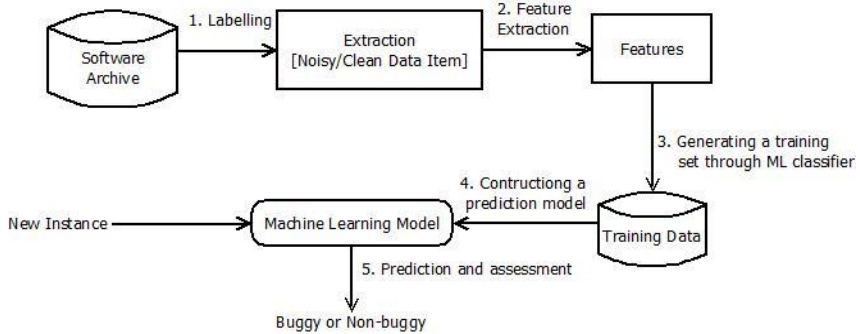 Software
Archive
1. Labelling
Extraction
[Noisy/Clean Data Item]
2. Feature
Extraction
Features
3. Generating a training
set through ML classifier
Training Data
4. Contructiong a
prediction model
New Instance
Machine Learning Model
5. Prediction and assessment
Buggy or Non-buggy